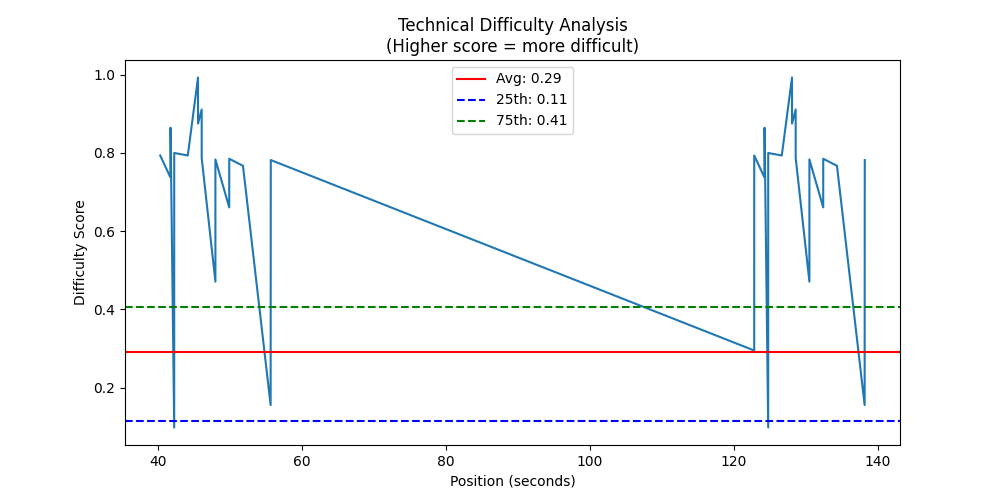 Technical Difficulty Analysis
(Higher score = more difficult)
Avg: 0.29
25th: 0.11
75th: 0.41
Difficulty Score
1.0
0.8
0.6
0.4
0.2
40
60
80
100
120
140
Position (seconds)